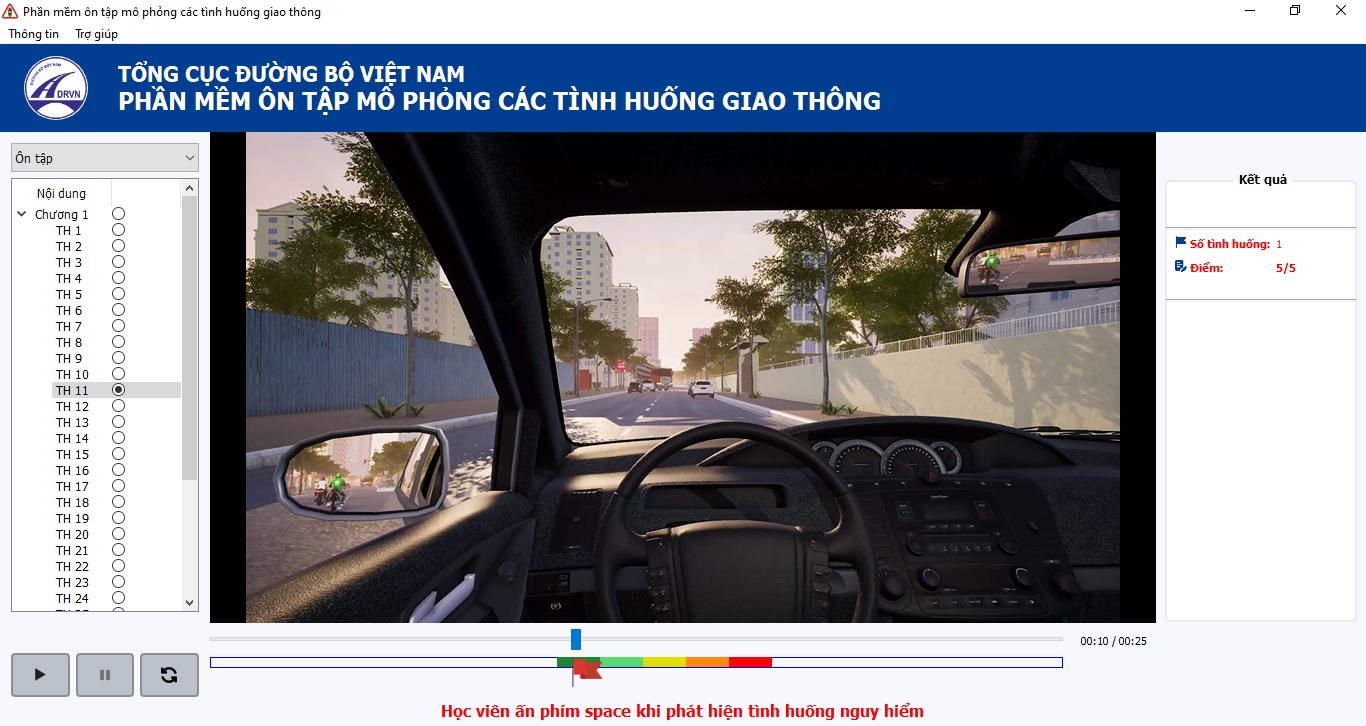 Phần mềm ôn tập mô phỏng các tình huống giao thông
Thông tin Trợ giúp
ĐƯỜNG BỘ VIỆT NAM
DRVN
TỔNG CỤC ĐƯỜNG BỘ VIỆT NAM
PHẦN MỀM ÔN TẬP MÔ PHỎNG CÁC TÌNH HUỐNG GIAO THÔNG
Ôn tập
Nội dung
Chương 1
TH 1
TH 2
TH 3
TH 4
TH 5
TH 6
TH 7
TH 8
TH 9
TH 10
TH 11
TH 12
TH 13
TH 14
TH 15
TH 16
TH 17
TH 18
TH 19
TH 20
TH 21
TH 22
TH 23
TH 24
Kết quả
Số tình huống: 1
Điểm: 5/5
00:10 / 00:25
Học viên ấn phím space khi phát hiện tình huống nguy hiểm